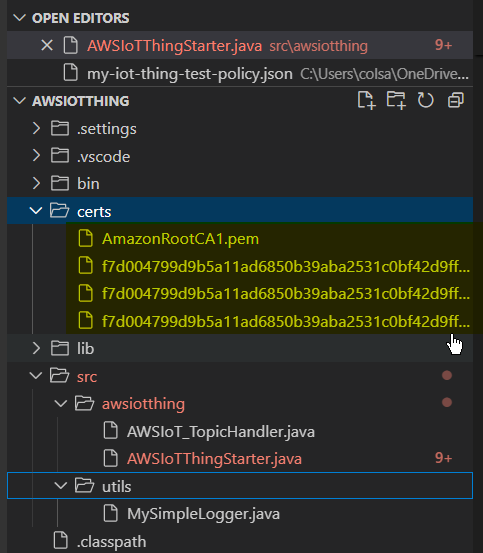 OPEN EDITORS
AWSIoTThingStarter.java src\awsiotthing 9+
my-iot-thing-test-policy.json C:\Users\colsa\OneDrive...
AWSIOTTHING
.settings
.vscode
bin
certs
AmazonRootCA1.pem
f7d004799d9b5a11ad6850b39aba2531c0bf42d9ff...
f7d004799d9b5a11ad6850b39aba2531c0bf42d9ff...
f7d004799d9b5a11ad6850b39aba2531c0bf42d9ff...
lib
src
awsiotthing
AWSIoT_TopicHandler.java
AWSIoTThingStarter.java 9+
utils
MySimpleLogger.java
.classpath